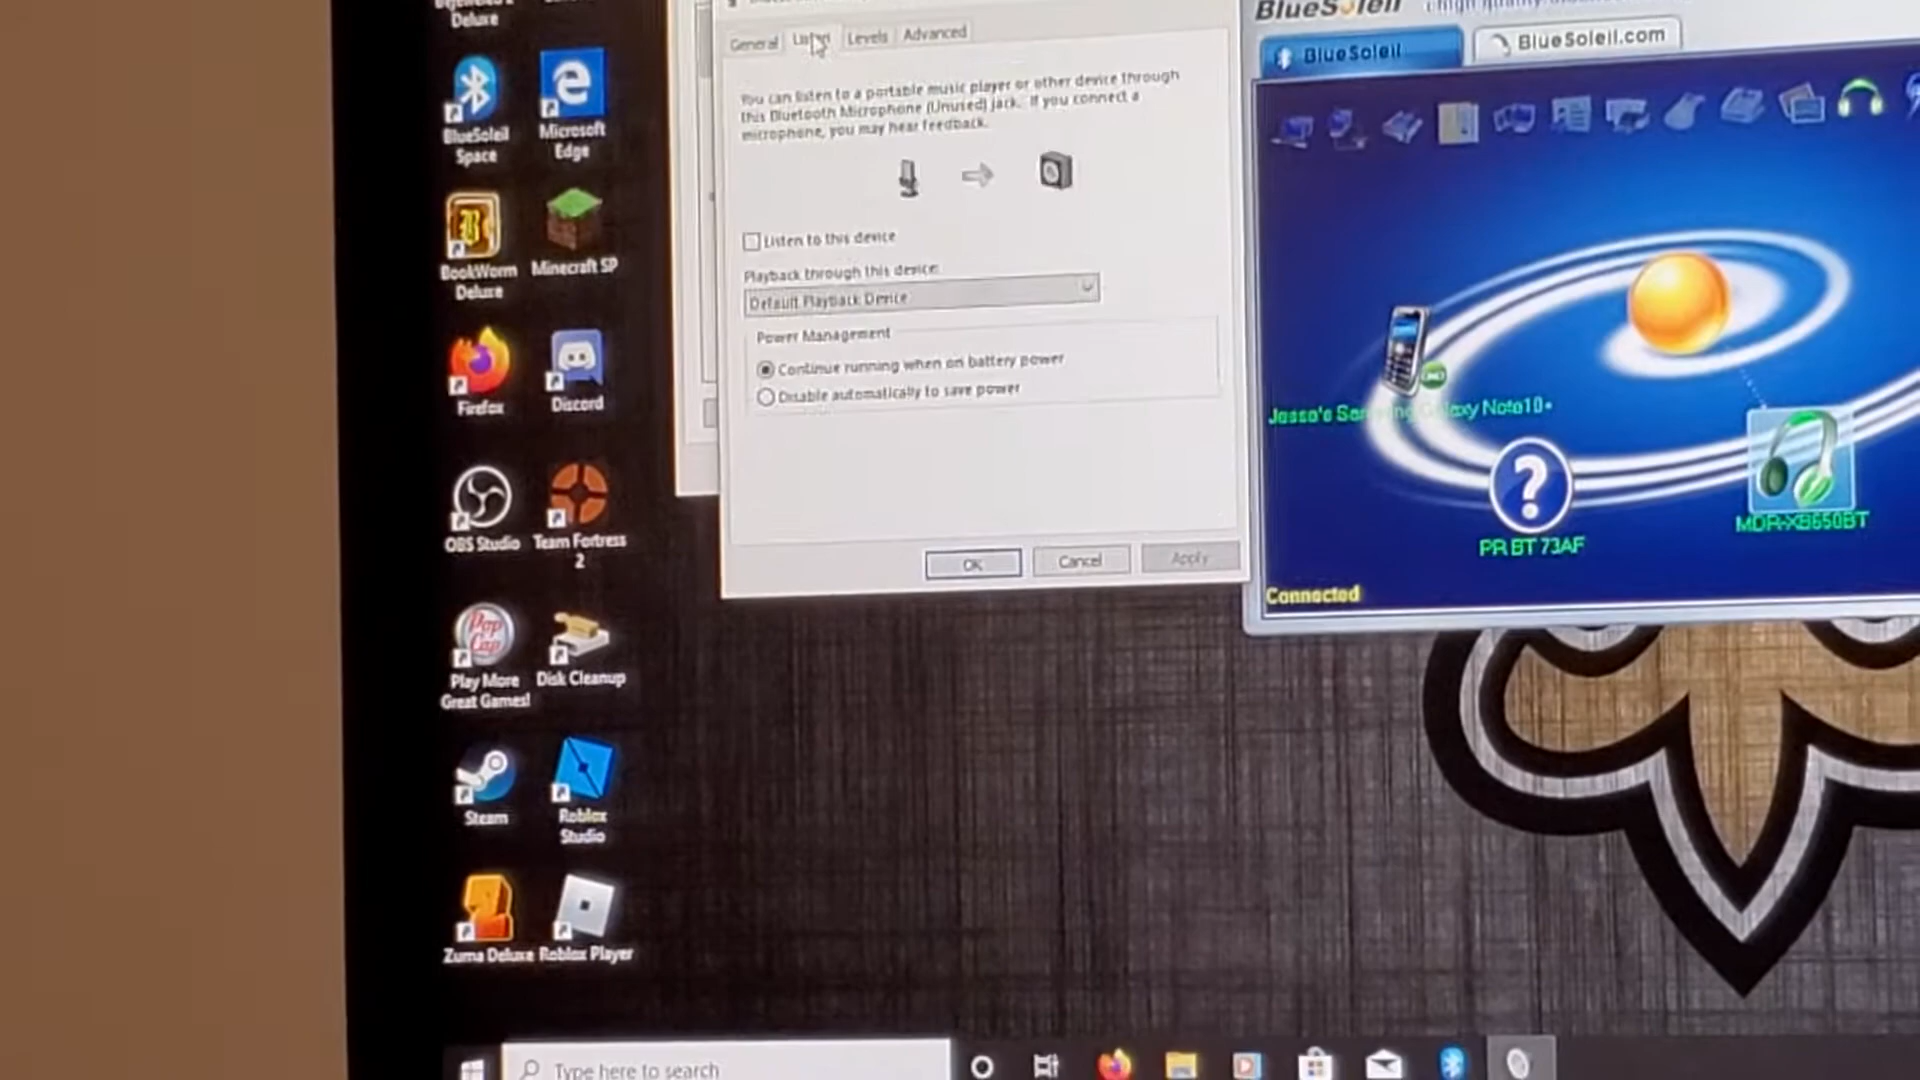 Deluxe
BlueSoleil
Space
Microsoft
Edge
BookWorm
Deluxe
Minecraft SP
Firefox
Discord
OBS Studio
Team Fortress
2
Pop
Cap
Play More
Great Games!
Disk Cleanup
Steam
Roblox
Studio
Zuma Deluxe
Roblox Player
General
Listen
Levels
Advanced
You can listen to a portable music player or other device through
this Bluetooth Microphone (Unused) jack. If you connect a
microphone, you may hear feedback.
Listen to this device
Playback through this device:
Default Playback Device
Power Management
Continue running when on battery power
Disable automatically to save power
OK
Cancel
Apply
BlueSoleil
BlueSoleil
BlueSoleil.com
Galaxy Note10+
PR BT 73AF
MDR-XB650BT
Connected
Type here to search